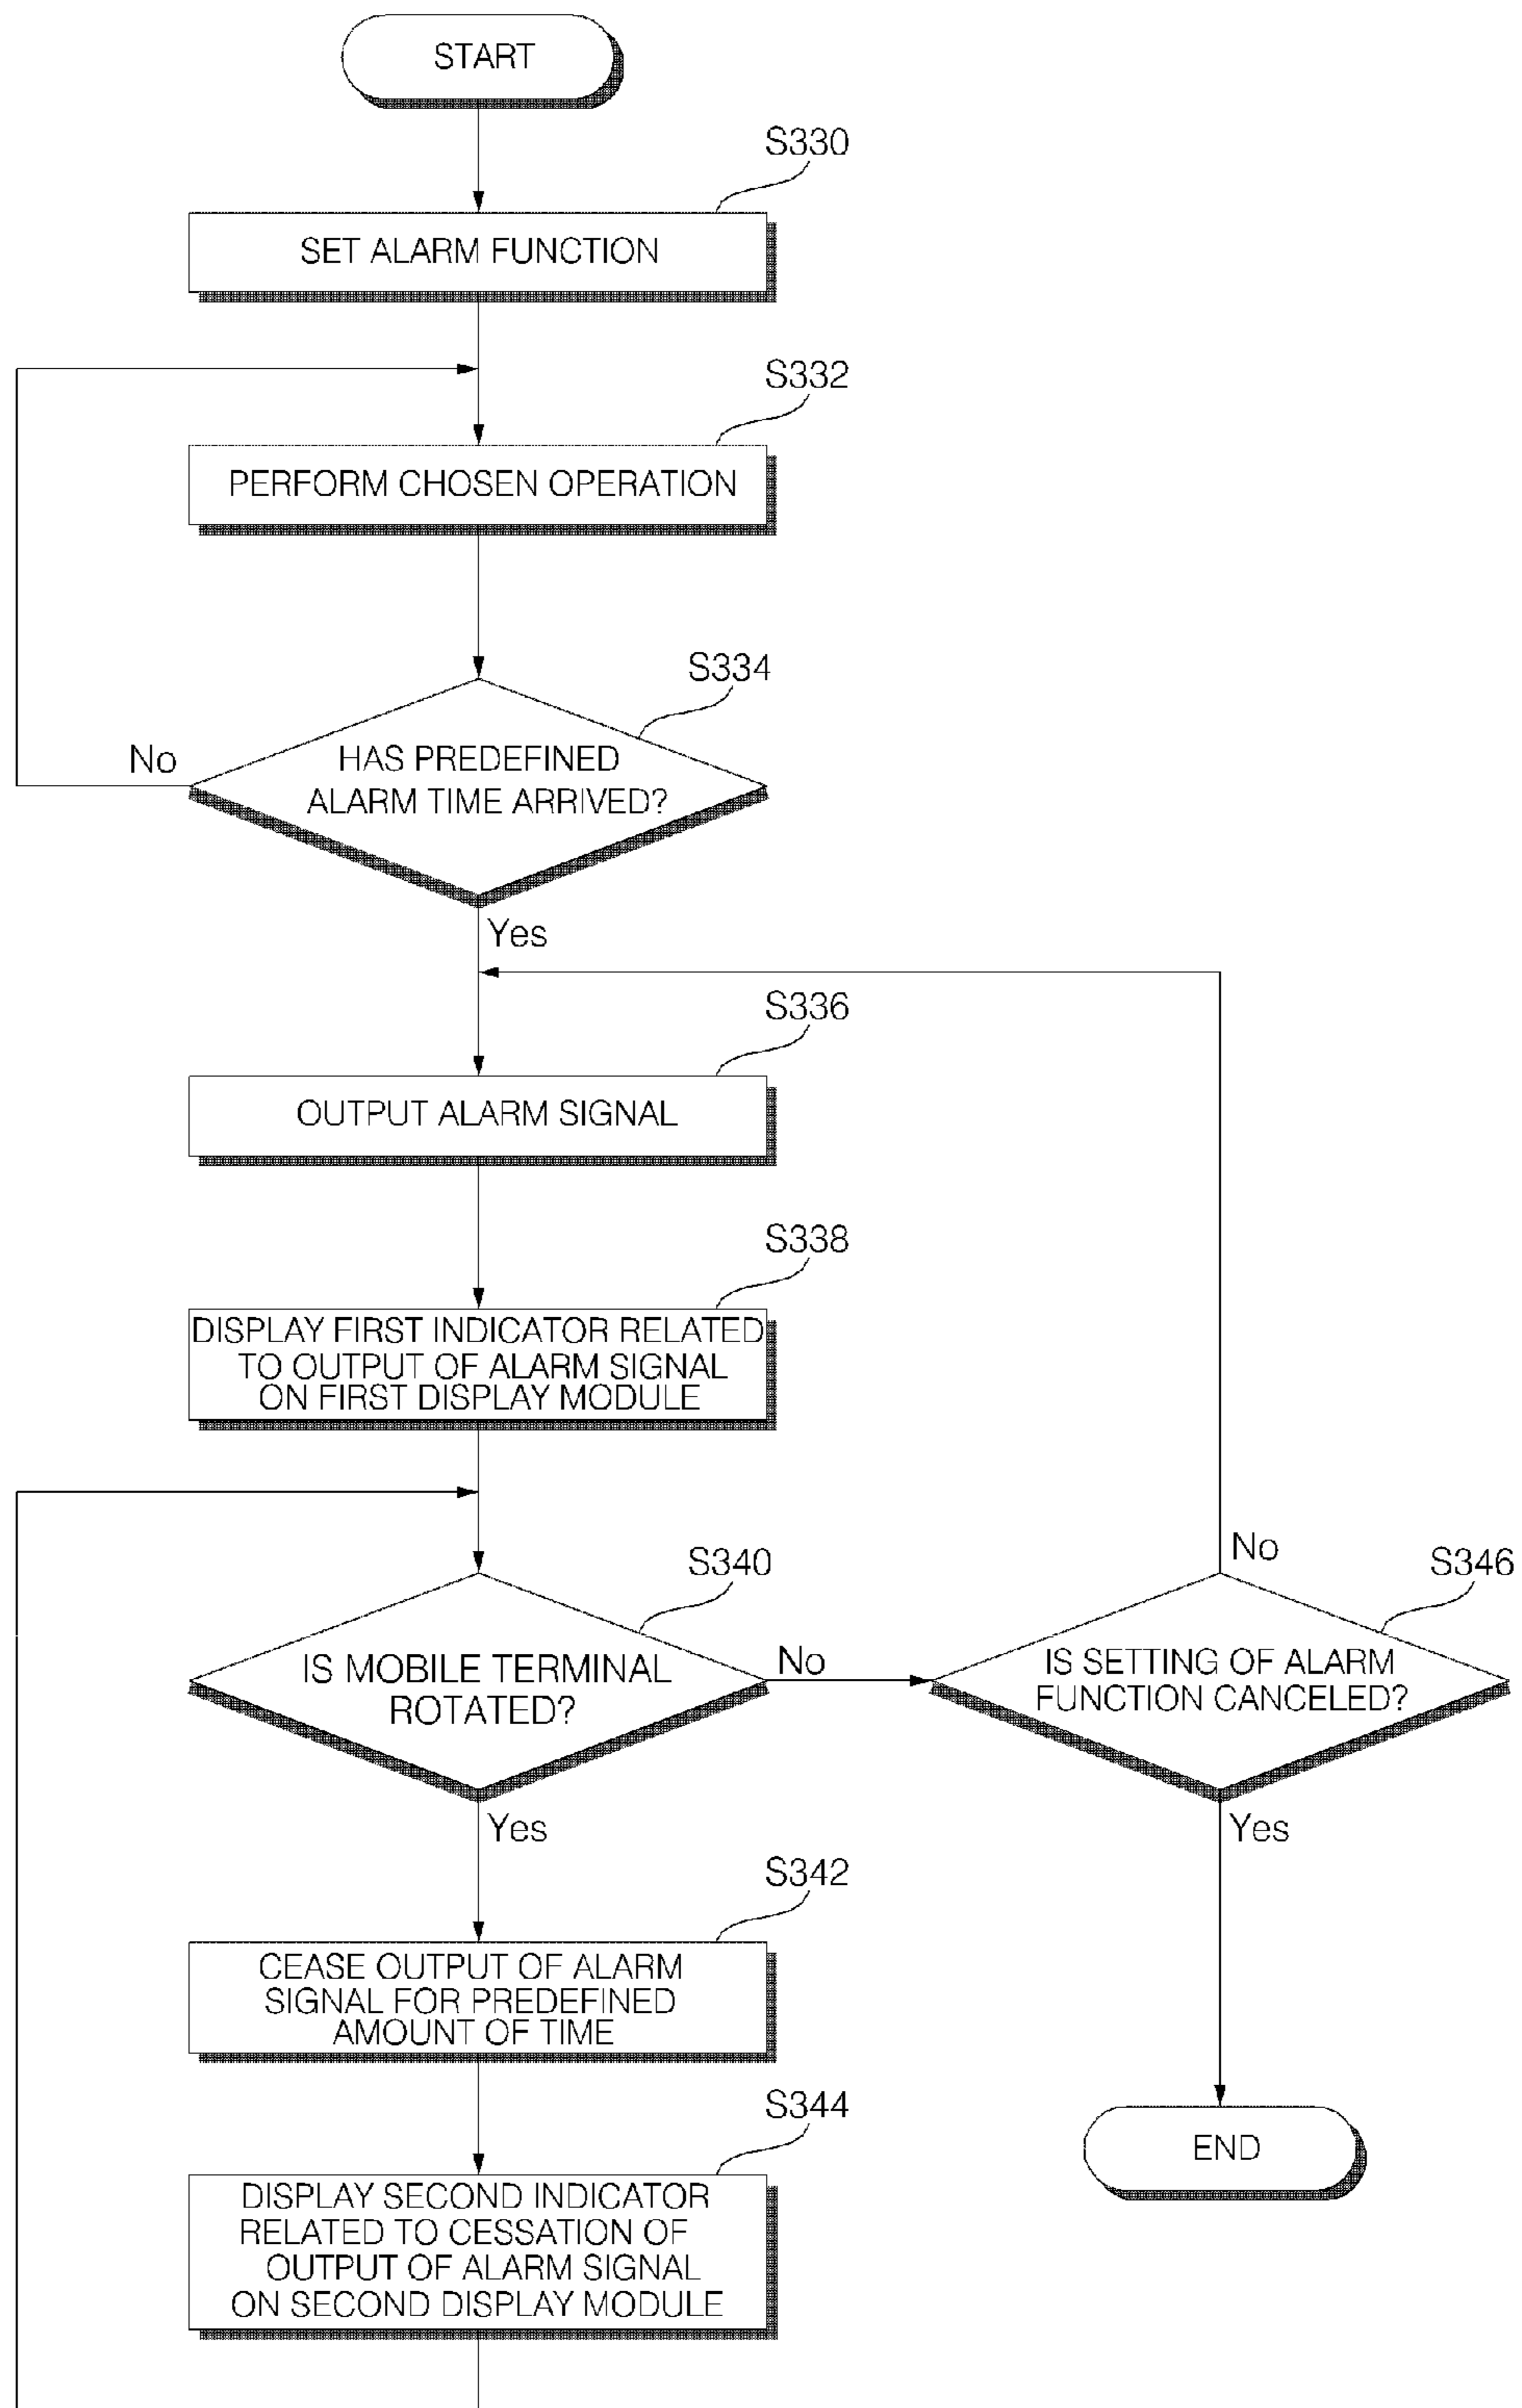 START
S330
SET ALARM FUNCTION
S332
PERFORM CHOSEN OPERATION
S334
HAS PREDEFINED
ALARM TIME ARRIVED?
No
Yes
S336
OUTPUT ALARM SIGNAL
S338
DISPLAY FIRST INDICATOR RELATED
TO OUTPUT OF ALARM SIGNAL
ON FIRST DISPLAY MODULE
S340
IS MOBILE TERMINAL
ROTATED?
No
Yes
S346
IS SETTING OF ALARM
FUNCTION CANCELED?
No
Yes
S342
CEASE OUTPUT OF ALARM
SIGNAL FOR PREDEFINED
AMOUNT OF TIME
S344
DISPLAY SECOND INDICATOR
RELATED TO CESSATION OF
OUTPUT OF ALARM SIGNAL
ON SECOND DISPLAY MODULE
END